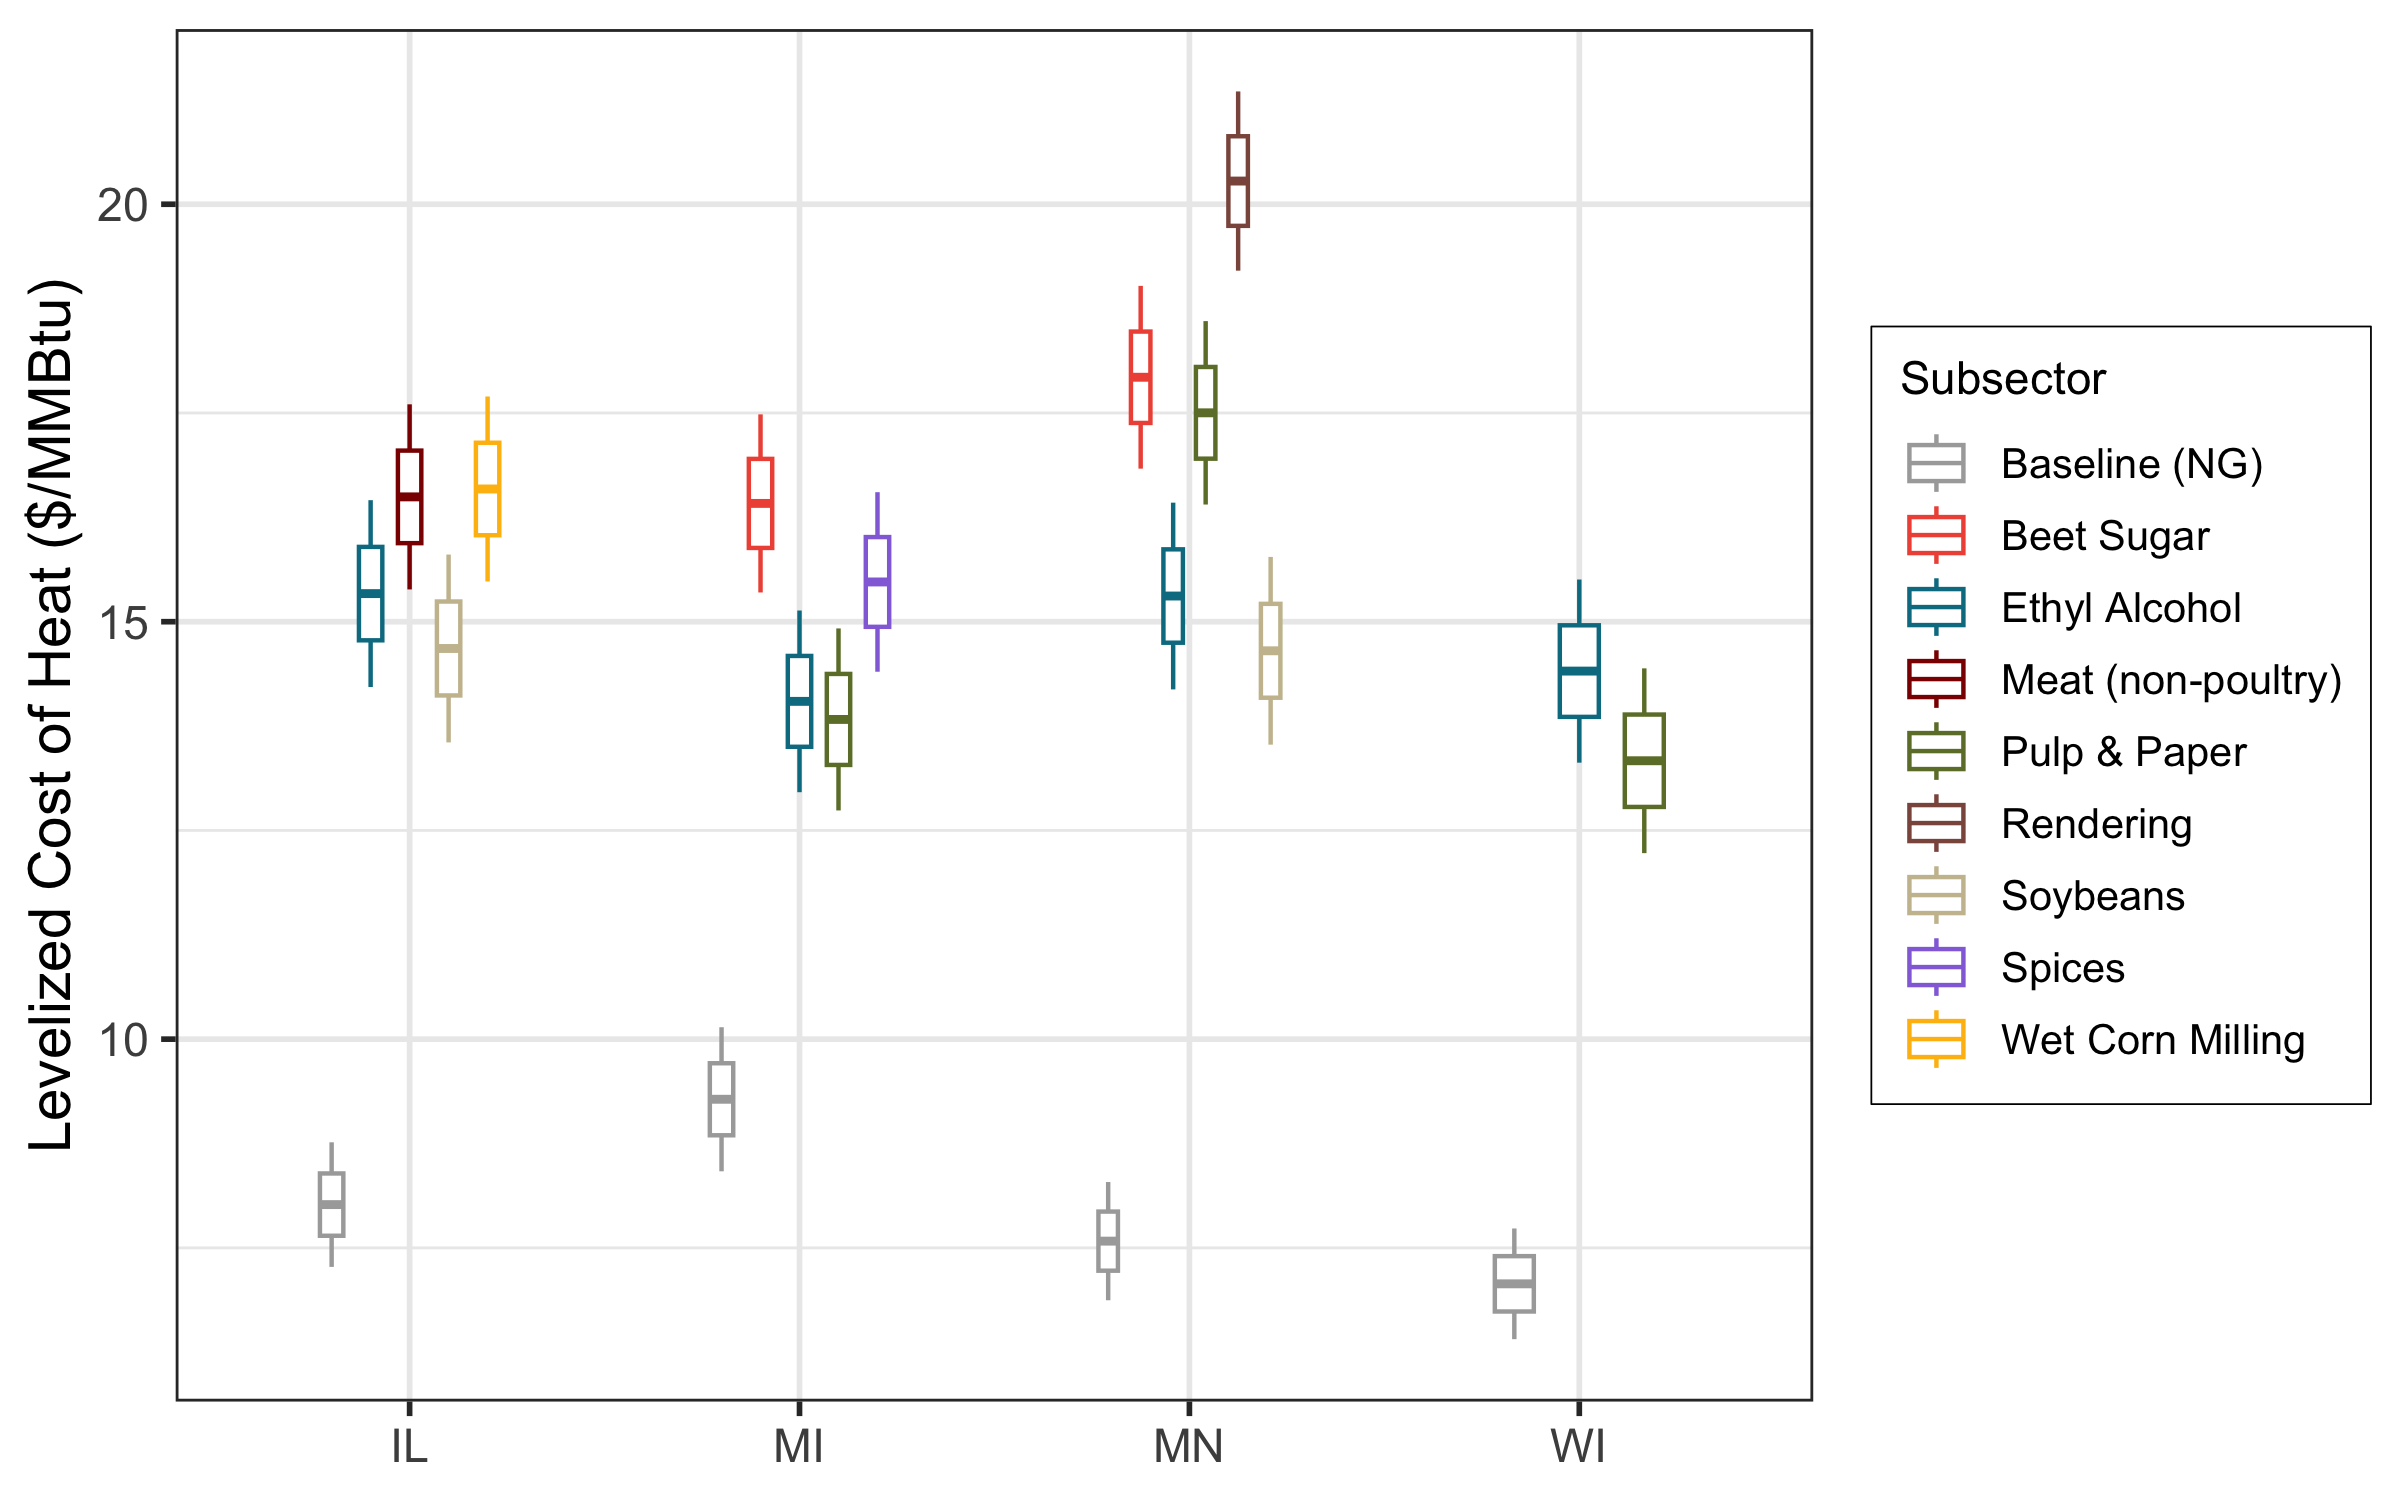 Levelized Cost of Heat ($/MMBtu)
20
15
10
IL
MI
MN
WI
Subsector
Baseline (NG)
Beet Sugar
Ethyl Alcohol
Meat (non-poultry)
Pulp & Paper
Rendering
Soybeans
Spices
Wet Corn Milling